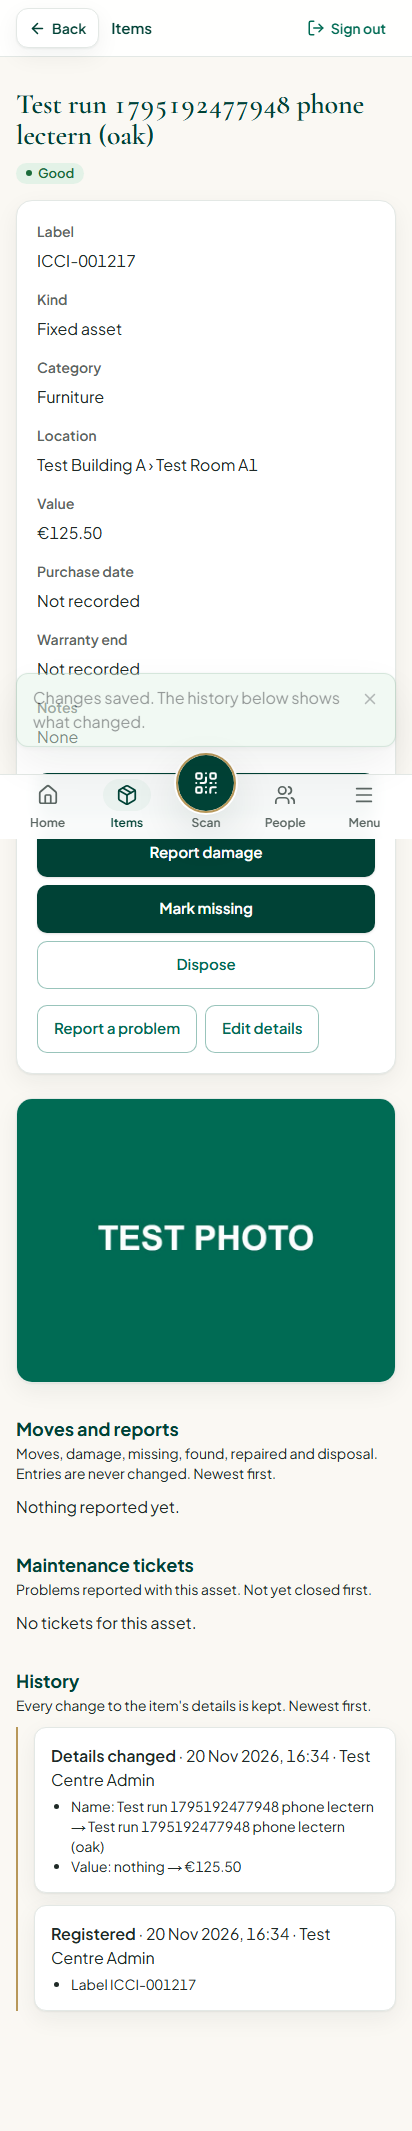 Back
Items
Sign out
Test run 1795192477948 phone
lectern (oak)
Good
Label
ICCI-001217
Kind
Fixed asset
Category
Furniture
Location
Test Building A › Test Room A1
Value
€125.50
Purchase date
Not recorded
Warranty end
Not recorded
Changes saved. The history below shows
what changed.
Notes
None
Home
Items
Scan
People
Menu
Report damage
Mark missing
Dispose
Report a problem
Edit details
TEST PHOTO
Moves and reports
Moves, damage, missing, found, repaired and disposal.
Entries are never changed. Newest first.
Nothing reported yet.
Maintenance tickets
Problems reported with this asset. Not yet closed first.
No tickets for this asset.
History
Every change to the item's details is kept. Newest first.
Details changed · 20 Nov 2026, 16:34 · Test
Centre Admin
• Name: Test run 1795192477948 phone lectern
→ Test run 1795192477948 phone lectern
(oak)
• Value: nothing → €125.50
Registered · 20 Nov 2026, 16:34 · Test
Centre Admin
• Label ICCI-001217